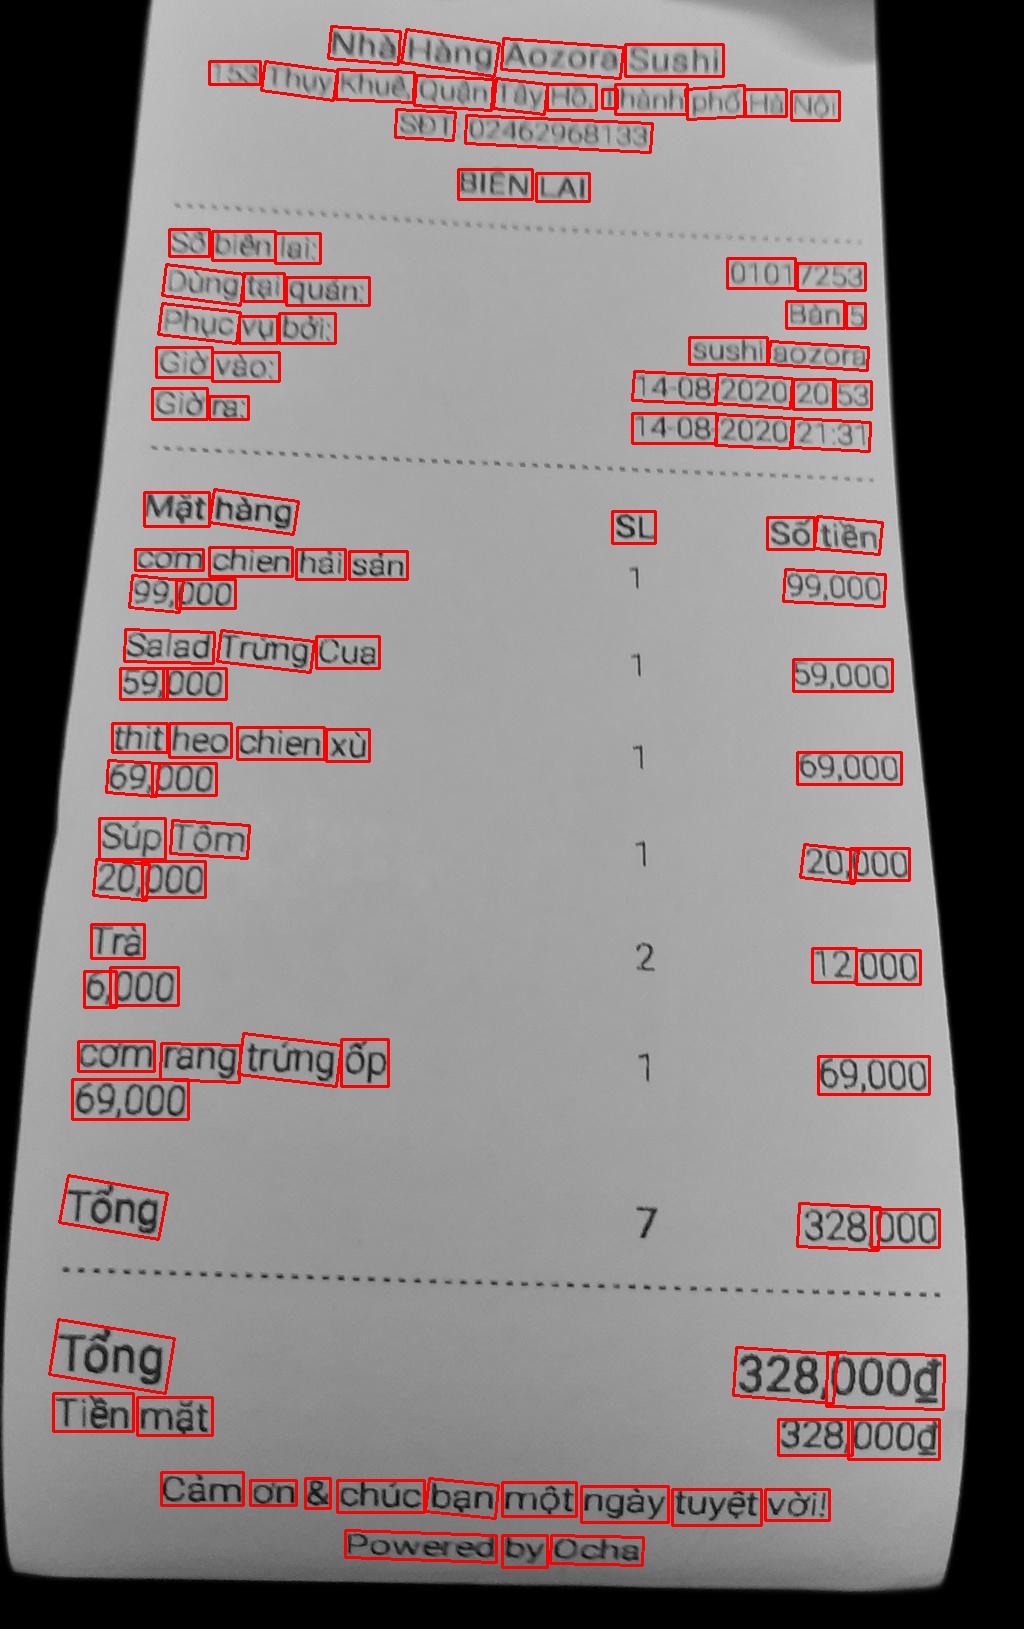 Nhà Hàng Aozora Sushi
153 Thụy Khuê, Quận Tây Hồ, Thành phố Hà Nội
SĐT 02462968133
BIÊN LAI
Số biên lai: 01017253
Dùng tại quán: Bàn 5
Phục vụ bởi: sushi aozora
Giờ vào: 14-08-2020 20:53
Giờ ra: 14-08-2020 21:31
Mặt hàng SL Số tiền
cơm chien hải sản 1 99,000
99,000
Salad Trứng Cua 1 59,000
59,000
thit heo chien xù 1 69,000
69,000
Súp Tôm 1 20,000
20,000
Trà 2 12,000
6,000
cơm rang trứng ốp 1 69,000
69,000
Tổng 7 328,000
Tổng 328,000₫
Tiền mặt 328,000₫
Cảm ơn & chúc bạn một ngày tuyệt vời!
Powered by Ocha